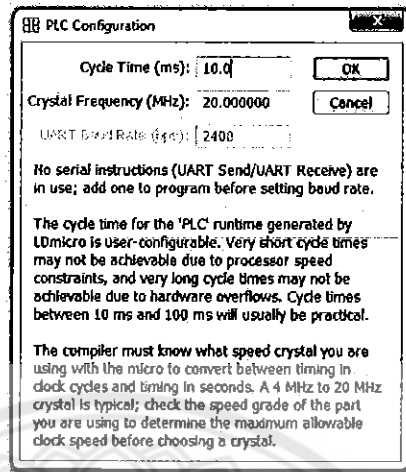 PLC Configuration
Cycle Time (ms): 10.0 OK
Crystal Frequency (MHz): 20.000000 Cancel
UART Baud Rate (bps): 2400
No serial instructions (UART Send/UART Receive) are
in use; add one to program before setting baud rate.
The cycle time for the 'PLC' runtime generated by
LDmicro is user-configurable. Very short cycle times
may not be achievable due to processor speed
constraints, and very long cycle times may not be
achievable due to hardware overflows. Cycle times
between 10 ms and 100 ms will usually be practical.
The compiler must know what speed crystal you are
using with the micro to convert between timing in
clock cycles and timing in seconds. A 4 MHz to 20 MHz
crystal is typical; check the speed grade of the part
you are using to determine the maximum allowable
clock speed before choosing a crystal.